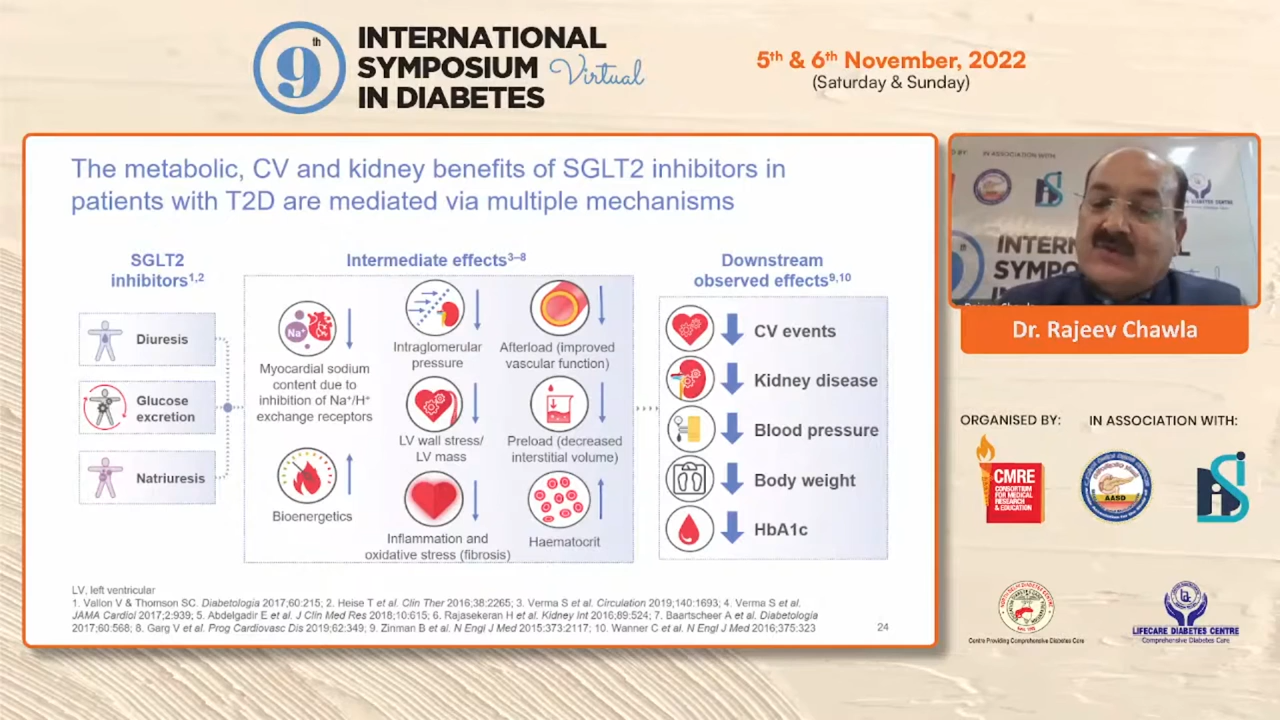 9th
INTERNATIONAL
SYMPOSIUM Virtual
IN DIABETES
5th & 6th November, 2022
(Saturday & Sunday)
The metabolic, CV and kidney benefits of SGLT2 inhibitors in
patients with T2D are mediated via multiple mechanisms
SGLT2
inhibitors1,2
Diuresis
Glucose
excretion
Natriuresis
Intermediate effects3–8
Na+
Myocardial sodium
content due to
inhibition of Na+/H+
exchange receptors
Bioenergetics
Intraglomerular
pressure
LV wall stress/
LV mass
Inflammation and
oxidative stress (fibrosis)
Afterload (improved
vascular function)
Preload (decreased
interstitial volume)
Haematocrit
Downstream
observed effects9,10
CV events
Kidney disease
Blood pressure
Body weight
HbA1c
LV, left ventricular
1. Vallon V & Thomson SC. Diabetologia 2017;60:215; 2. Heise T et al. Clin Ther 2016;38:2265; 3. Verma S et al. Circulation 2019;140:1693; 4. Verma S et al.
JAMA Cardiol 2017;2:939; 5. Abdelgadir E et al. J Clin Med Res 2018;10:615; 6. Rajasekeran H et al. Kidney Int 2016;89:524; 7. Baartscheer A et al. Diabetologia
2017;60:568; 8. Garg V et al. Prog Cardiovasc Dis 2019;62:349; 9. Zinman B et al. N Engl J Med 2015:373:2117; 10. Wanner C et al. N Engl J Med 2016;375:323
24
IN ASSOCIATION WITH:
INTER
SYMPO
Dr. Rajeev Chawla
ORGANISED BY:
CMRE
CONSORTIUM
FOR MEDICAL
RESEARCH
& EDUCATION
IN ASSOCIATION WITH:
AASD
Centre Providing Comprehensive Diabetes Care
LIFECARE DIABETES CENTRE
Comprehensive Diabetes Care